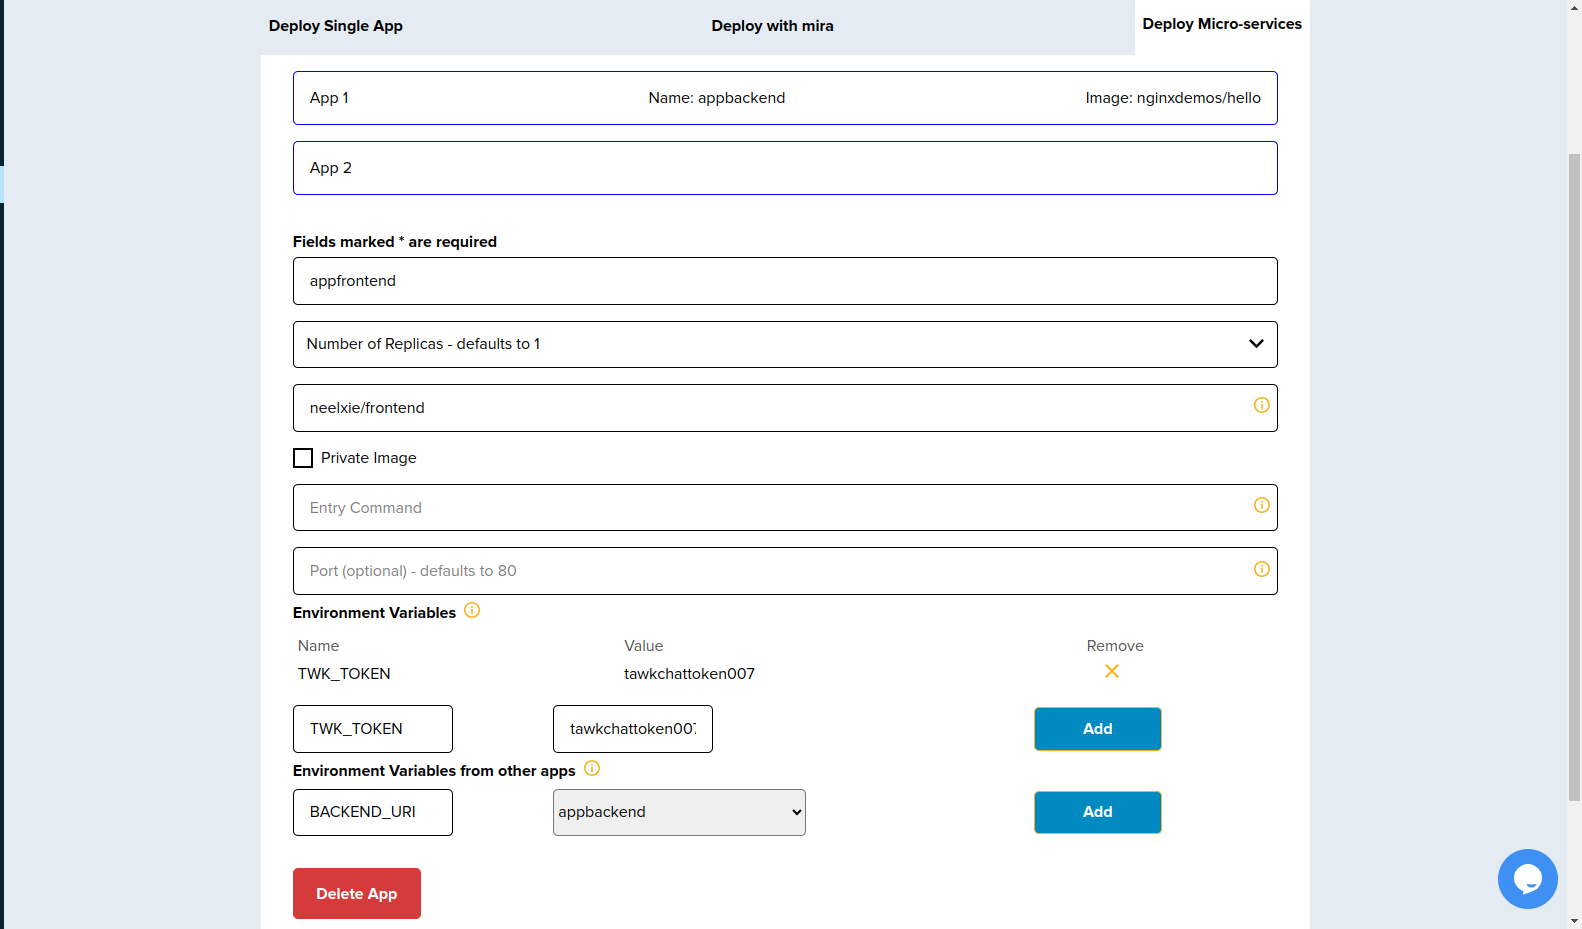 Deploy Single App
Deploy with mira
Deploy Micro-services
App 1
Name: appbackend
Image: nginxdemos/hello
App 2
Fields marked * are required
appfrontend
Number of Replicas - defaults to 1
neelxie/frontend
Private Image
Entry Command
Port (optional) - defaults to 80
Environment Variables
Name
Value
Remove
TWK_TOKEN
tawkchattoken007
TWK_TOKEN
tawkchattoken007
Add
Environment Variables from other apps
BACKEND_URI
appbackend
Add
Delete App